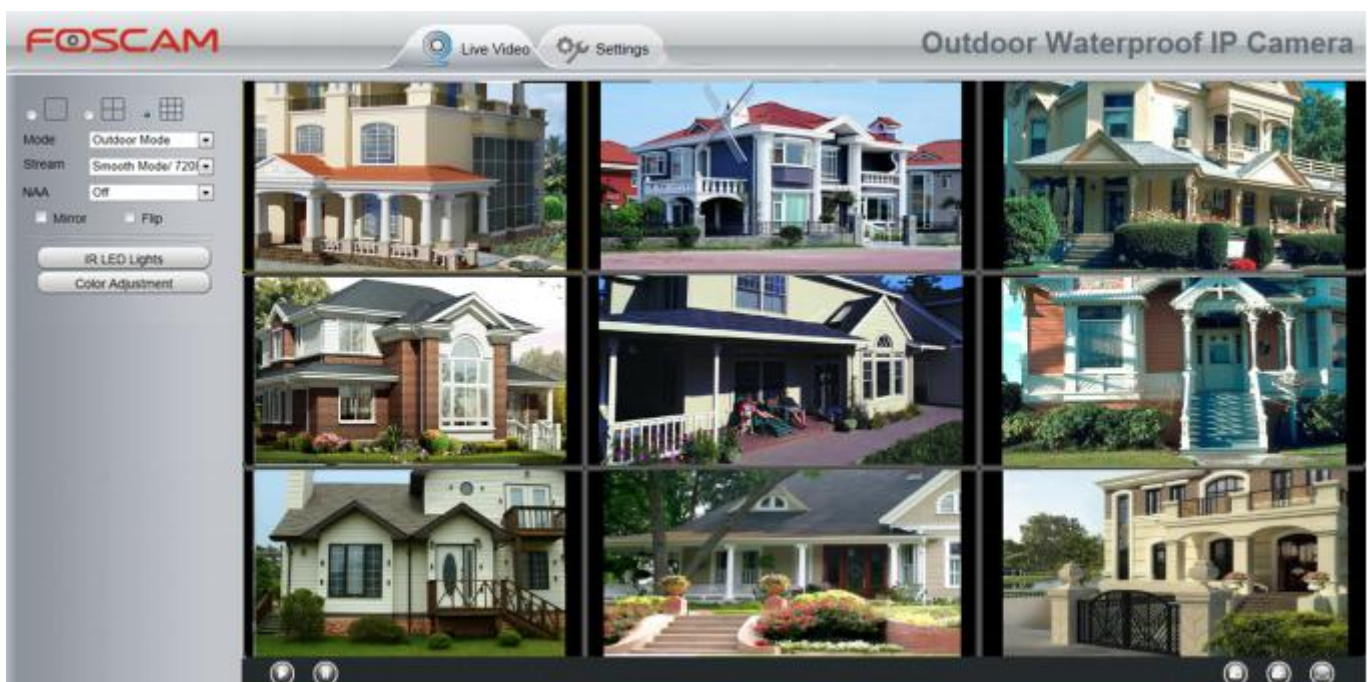 FOSCAM
Live Video
Settings
Outdoor Waterproof IP Camera
Mode
Outdoor Mode
Stream
Smooth Mode/ 720
NAA
Off
Mirror
Flip
IR LED Lights
Color Adjustment